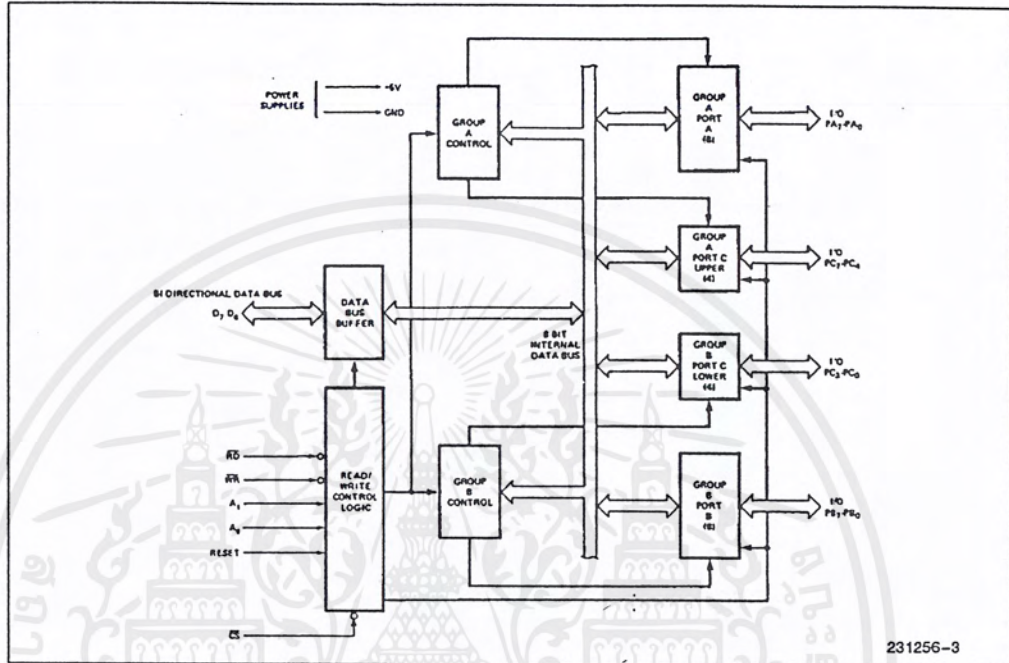 POWER
SUPPLIES
+5V
GND
GROUP
A
CONTROL
GROUP
A
PORT
A
(8)
I/O
PA7-PA0
GROUP
A
PORT C
UPPER
(4)
I/O
PC7-PC4
BI DIRECTIONAL DATA BUS
D7 D0
DATA
BUS
BUFFER
8 BIT
INTERNAL
DATA BUS
GROUP
B
PORT C
LOWER
(4)
I/O
PC3-PC0
RD
WR
A1
A0
RESET
CS
READ/
WRITE
CONTROL
LOGIC
GROUP
B
CONTROL
GROUP
B
PORT
B
(8)
I/O
PB7-PB0
231256-3